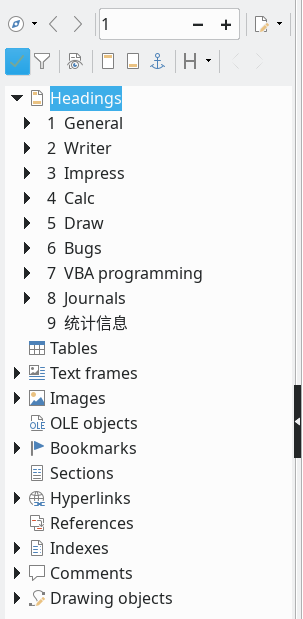 1
H
Headings
1 General
2 Writer
3 Impress
4 Calc
5 Draw
6 Bugs
7 VBA programming
8 Journals
9 统计信息
Tables
Text frames
Images
OLE objects
Bookmarks
Sections
Hyperlinks
References
Indexes
Comments
Drawing objects